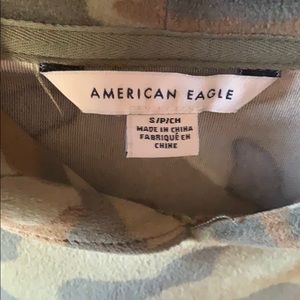 AMERICAN EAGLE
S/P/CH
MADE IN CHINA
FABRIQUÉ EN
CHINE